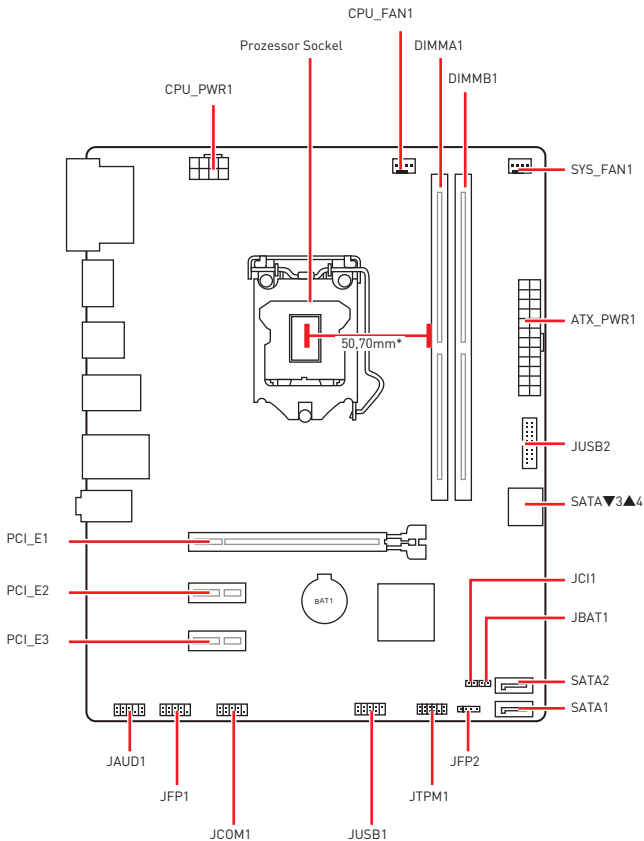 CPU_FAN1
Prozessor Sockel
DIMMA1
DIMMB1
CPU_PWR1
SYS_FAN1
ATX_PWR1
50,70mm*
JUSB2
SATA▼3▲4
PCI_E1
JCI1
PCI_E2
BAT1
JBAT1
PCI_E3
SATA2
SATA1
JAUD1
JFP2
JFP1
JTPM1
JCOM1
JUSB1